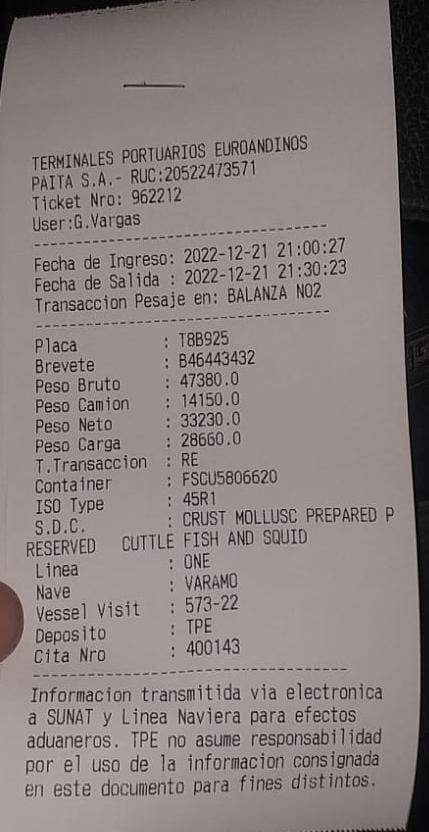 TERMINALES PORTUARIOS EUROANDINOS
PAITA S.A.- RUC:20522473571
Ticket Nro: 962212
User:G.Vargas
Fecha de Ingreso: 2022-12-21 21:00:27
Fecha de Salida : 2022-12-21 21:30:23
Transaccion Pesaje en: BALANZA NO2
Placa : T8B925
Brevete : B46443432
Peso Bruto : 47380.0
Peso Camion : 14150.0
Peso Neto : 33230.0
Peso Carga : 28660.0
T.Transaccion : RE
Container : FSCU5806620
ISO Type : 45R1
S.D.C. : CRUST MOLLUSC PREPARED P
RESERVED CUTTLE FISH AND SQUID
Linea : ONE
Nave : VARAMO
Vessel Visit : 573-22
Deposito : TPE
Cita Nro : 400143
Informacion transmitida via electronica
a SUNAT y Linea Naviera para efectos
aduaneros. TPE no asume responsabilidad
por el uso de la informacion consignada
en este documento para fines distintos.